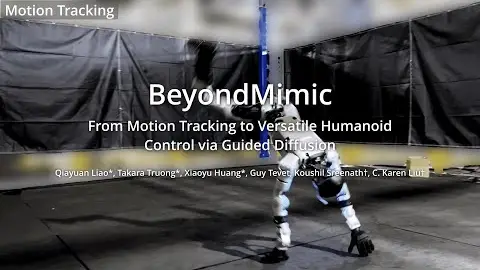 Motion Tracking
BeyondMimic
From Motion Tracking to Versatile Humanoid
Control via Guided Diffusion
Qiayuan Liao*, Takara Truong*, Xiaoyu Huang*, Guy Tevet, Koushil Sreenath†, C. Karen Liu†